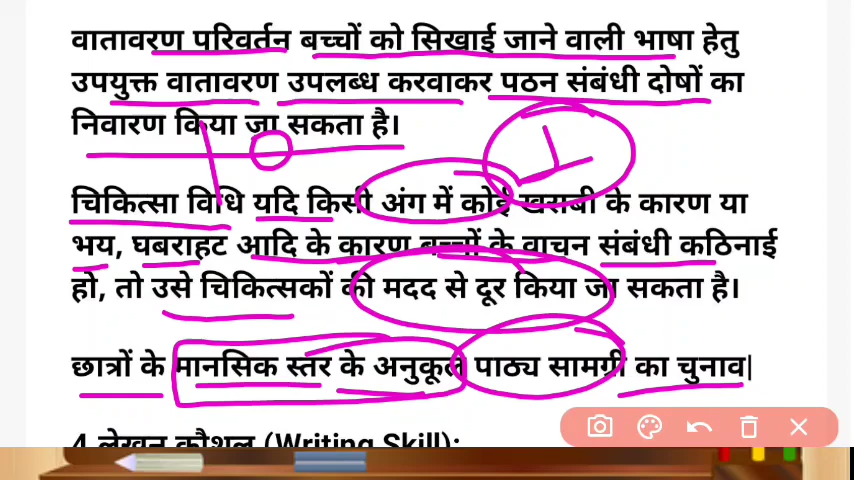 वातावरण परिवर्तन बच्चों को सिखाई जाने वाली भाषा हेतु
उपयुक्त वातावरण उपलब्ध करवाकर पठन संबंधी दोषों का
निवारण किया जा सकता है।
चिकित्सा विधि यदि किसी अंग में कोई खराबी के कारण या
भय, घबराहट आदि के कारण बच्चों के वाचन संबंधी कठिनाई
हो, तो उसे चिकित्सकों की मदद से दूर किया जा सकता है।
छात्रों के मानसिक स्तर के अनुकूल पाठ्य सामग्री का चुनाव|
4 लेखन कौशल (Writing Skill):